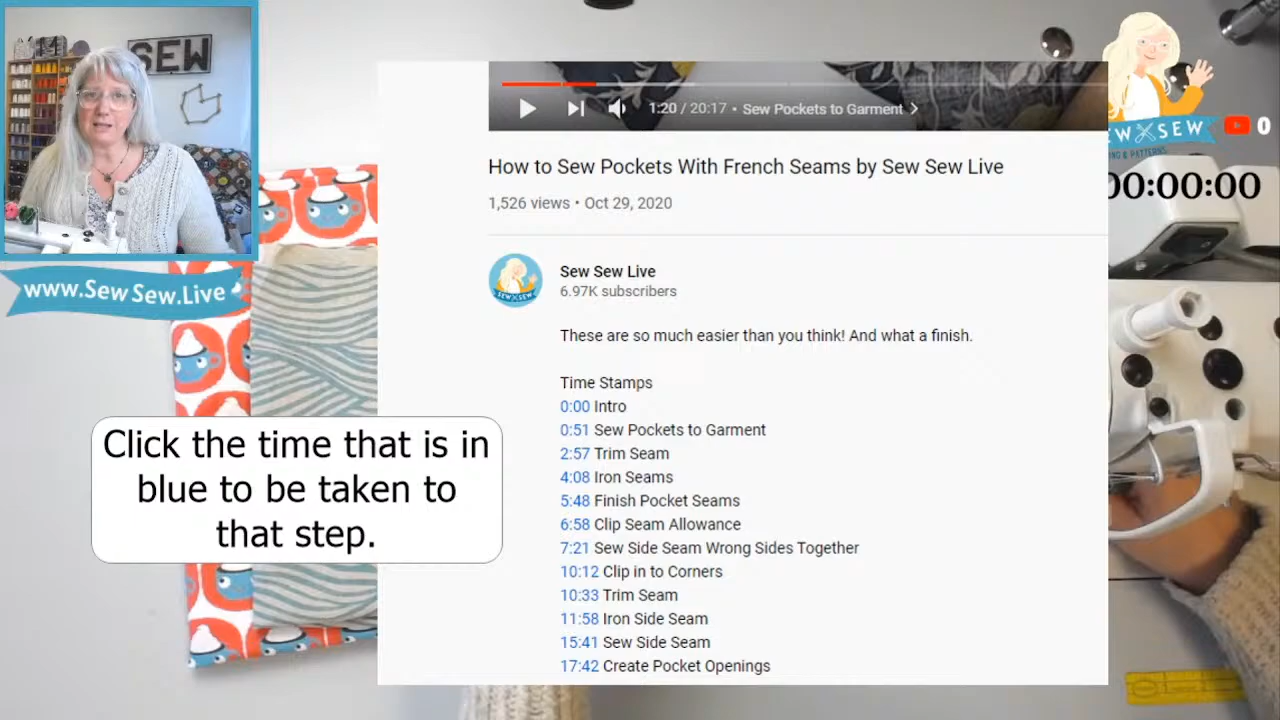 SEW
www.SewSew.Live
1:20 / 20:17 • Sew Pockets to Garment
How to Sew Pockets With French Seams by Sew Sew Live
1,526 views • Oct 29, 2020
Sew Sew Live
6.97K subscribers
These are so much easier than you think! And what a finish.
Time Stamps
0:00 Intro
0:51 Sew Pockets to Garment
2:57 Trim Seam
4:08 Iron Seams
5:48 Finish Pocket Seams
6:58 Clip Seam Allowance
7:21 Sew Side Seam Wrong Sides Together
10:12 Clip in to Corners
10:33 Trim Seam
11:58 Iron Side Seam
15:41 Sew Side Seam
17:42 Create Pocket Openings
Click the time that is in
blue to be taken to
that step.
EW SEW
0
& PATTERNS
00:00:00